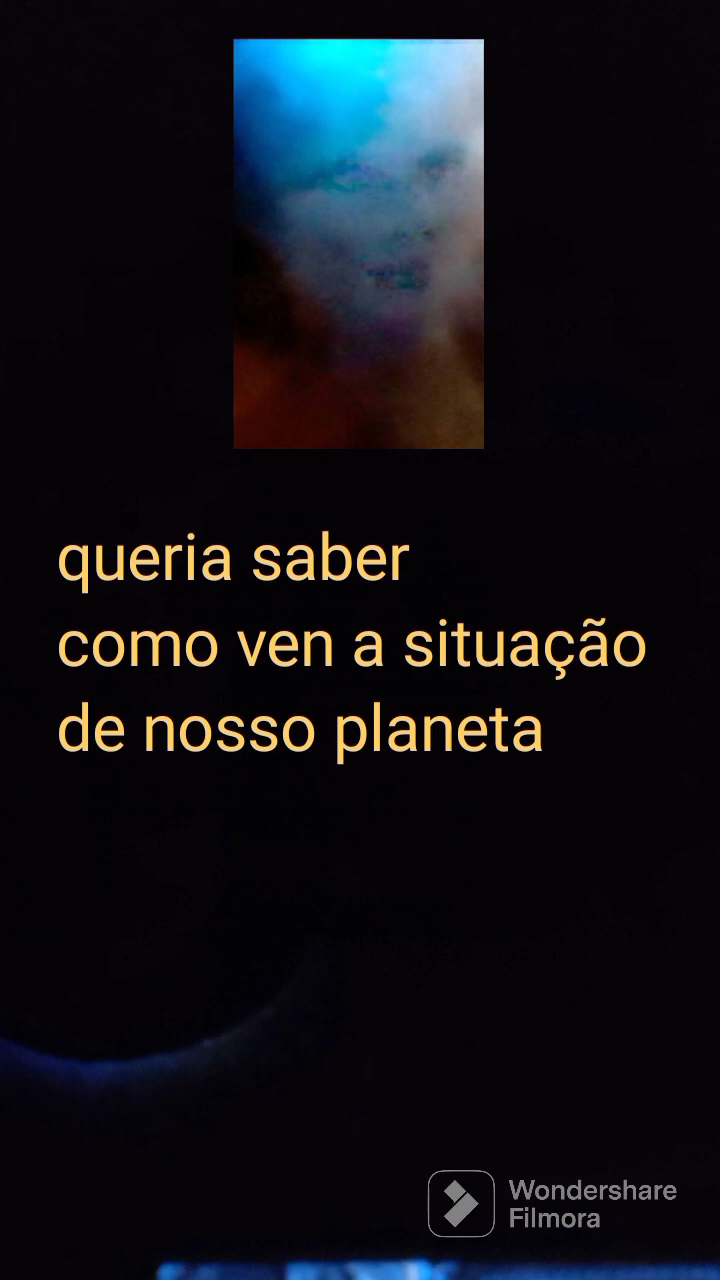 queria saber
como ven a situação
de nosso planeta
Wondershare
Filmora